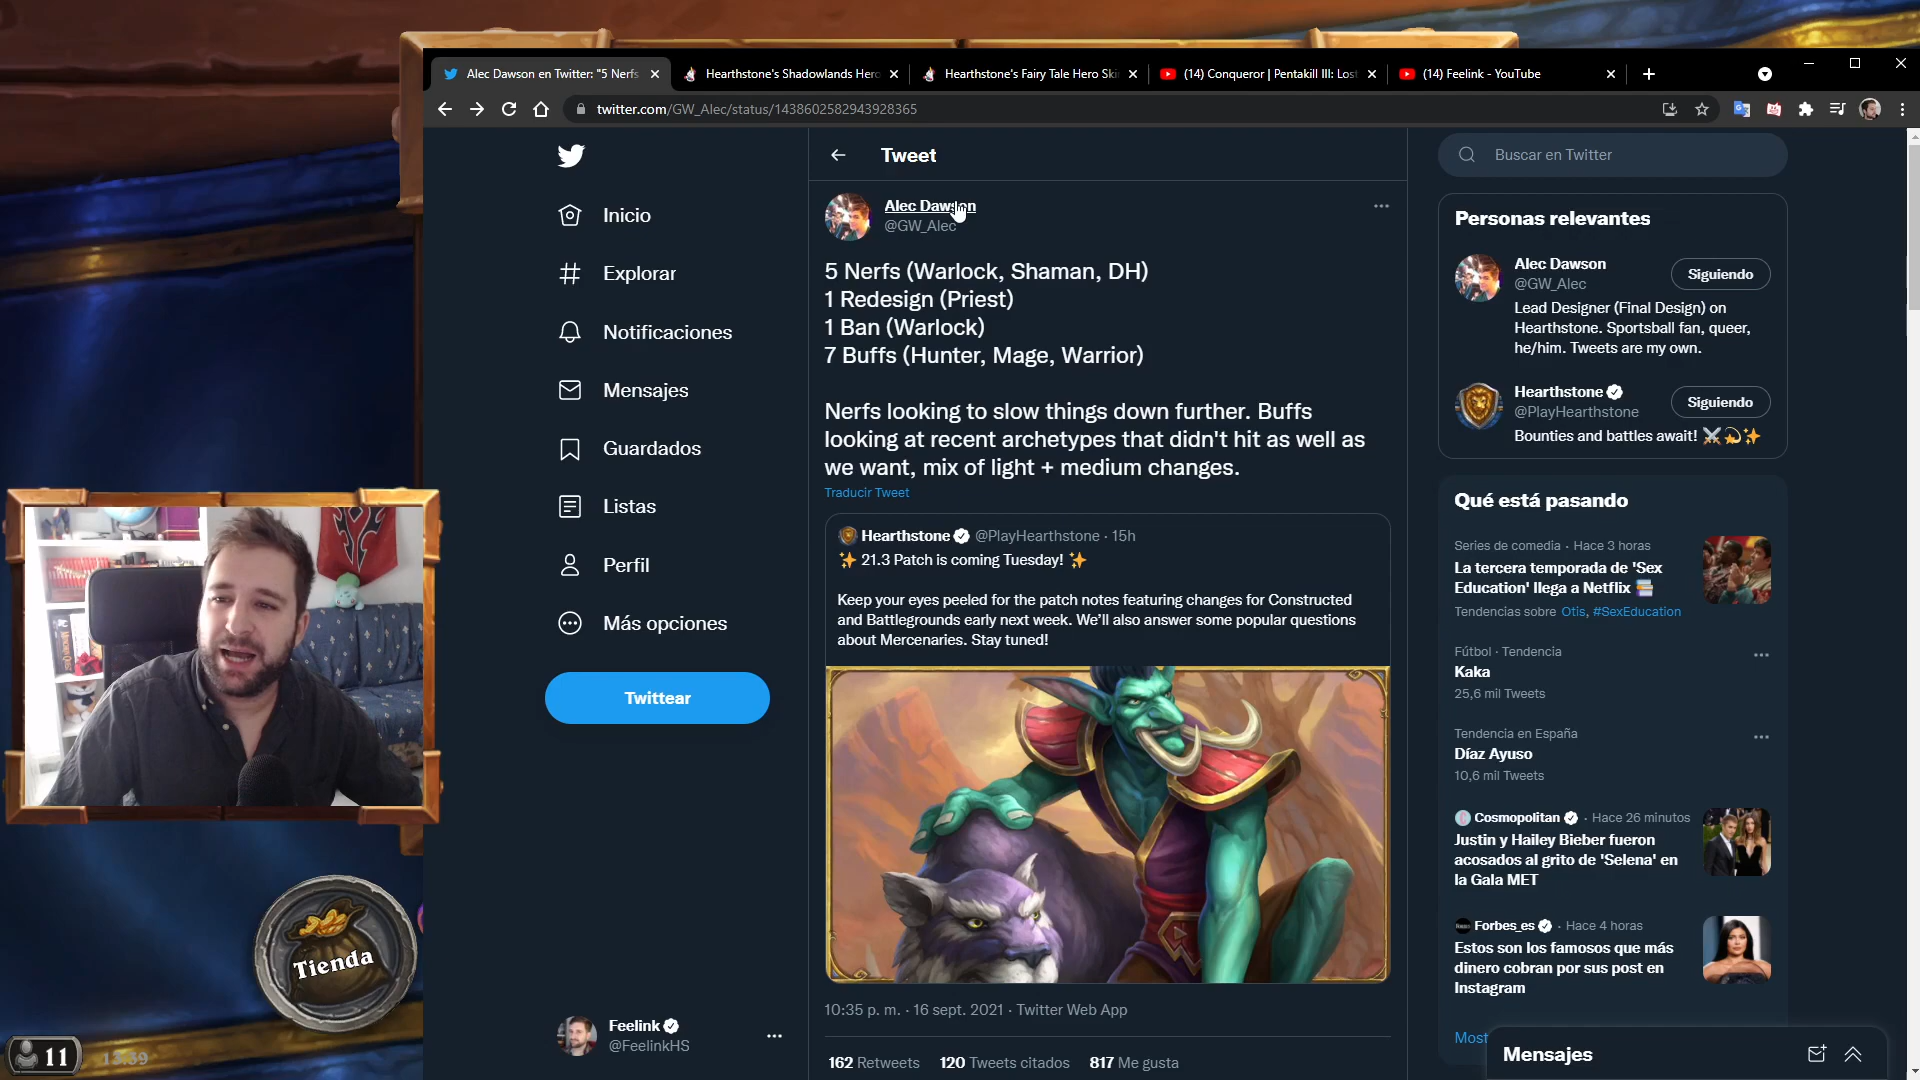 Alec Dawson en Twitter: "5 Nerfs
Hearthstone's Shadowlands Hero
Hearthstone's Fairy Tale Hero Ski
(14) Conqueror | Pentakill III: Lost
(14) Feelink - YouTube
twitter.com/GW_Alec/status/1438602582943928365
Inicio
Explorar
Notificaciones
Mensajes
Guardados
Listas
Perfil
Más opciones
Twittear
Feelink
@FeelinkHS
Tweet
Alec Dawson
@GW_Alec
5 Nerfs (Warlock, Shaman, DH)
1 Redesign (Priest)
1 Ban (Warlock)
7 Buffs (Hunter, Mage, Warrior)
Nerfs looking to slow things down further. Buffs
looking at recent archetypes that didn't hit as well as
we want, mix of light + medium changes.
Traducir Tweet
Hearthstone @PlayHearthstone · 15h
✨ 21.3 Patch is coming Tuesday! ✨
Keep your eyes peeled for the patch notes featuring changes for Constructed
and Battlegrounds early next week. We'll also answer some popular questions
about Mercenaries. Stay tuned!
10:35 p. m. · 16 sept. 2021 · Twitter Web App
162 Retweets 120 Tweets citados 817 Me gusta
Buscar en Twitter
Personas relevantes
Alec Dawson
@GW_Alec
Siguiendo
Lead Designer (Final Design) on
Hearthstone. Sportsball fan, queer,
he/him. Tweets are my own.
Hearthstone
@PlayHearthstone
Siguiendo
Bounties and battles await! ⚔️💫✨
Qué está pasando
Series de comedia · Hace 3 horas
La tercera temporada de 'Sex
Education' llega a Netflix 📚
Tendencias sobre Otis, #SexEducation
Fútbol · Tendencia
Kaka
25,6 mil Tweets
Tendencia en España
Díaz Ayuso
10,6 mil Tweets
Cosmopolitan · Hace 26 minutos
Justin y Hailey Bieber fueron
acosados al grito de 'Selena' en
la Gala MET
Forbes_es · Hace 4 horas
Estos son los famosos que más
dinero cobran por sus post en
Instagram
Most
Mensajes
Tienda
11
13:39